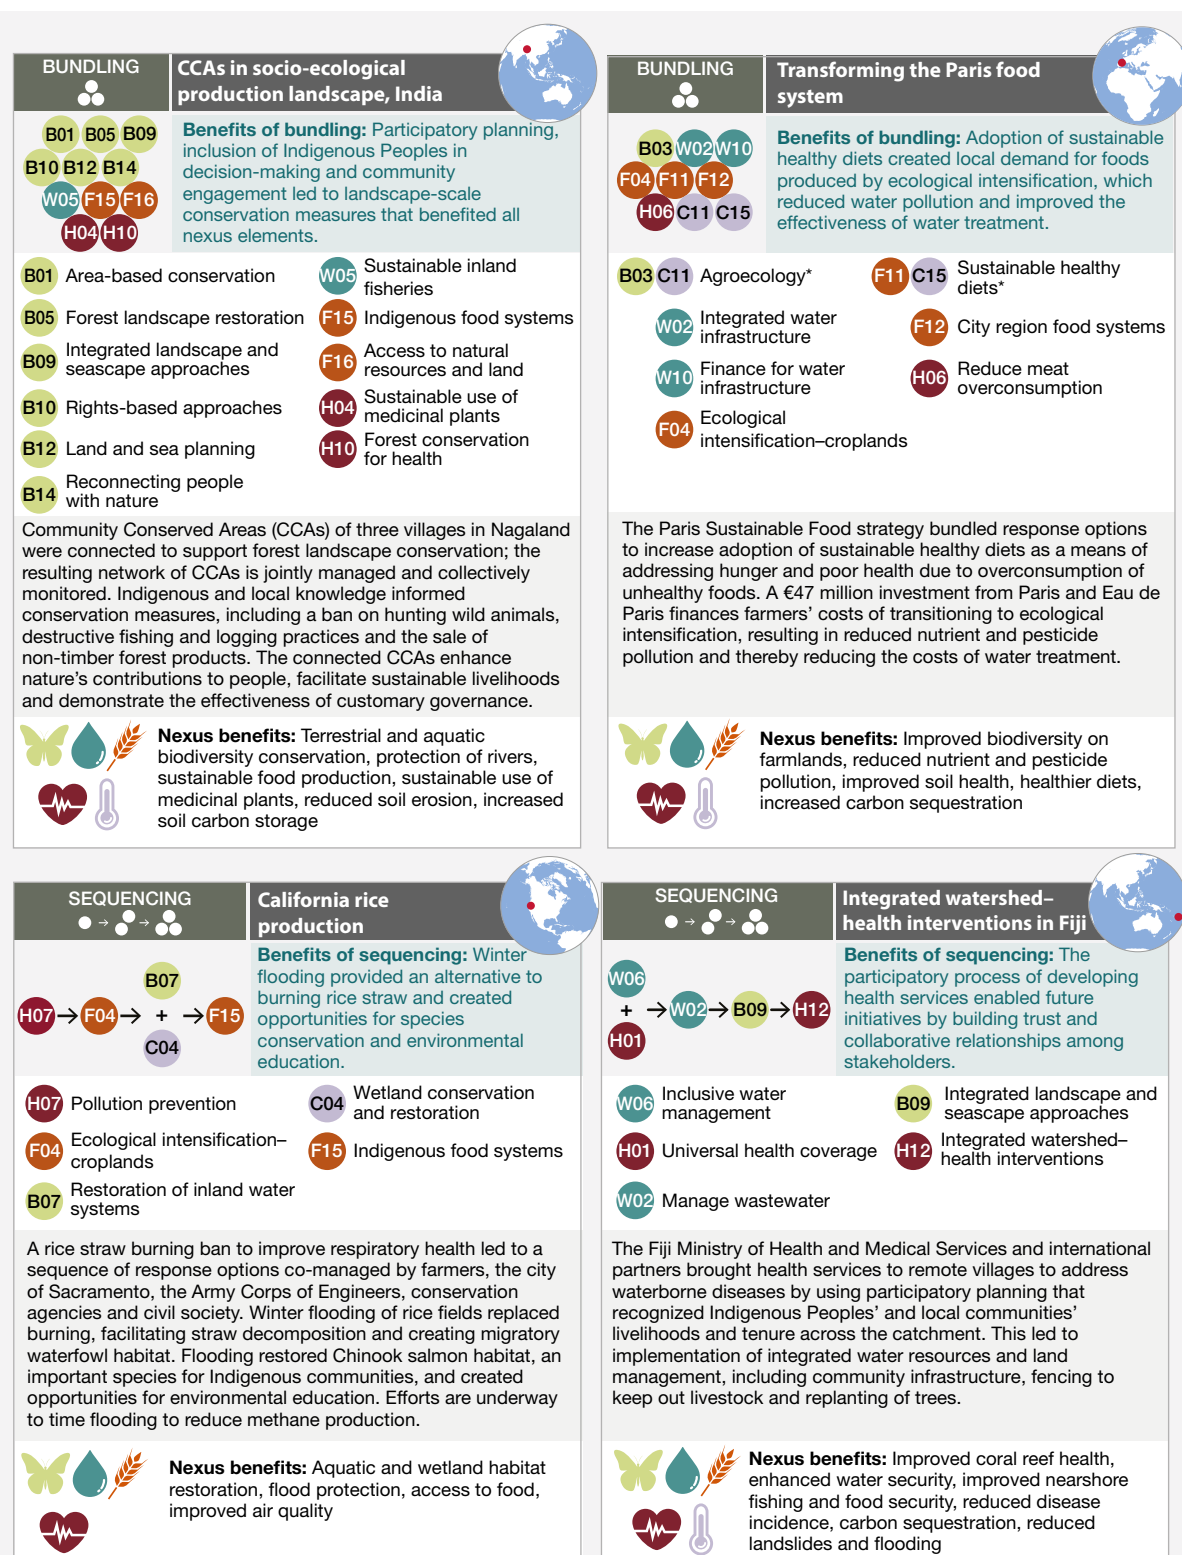 BUNDLING
CCAs in socio-ecological
production landscape, India
B01 B05 B09
B10 B12 B14
W05 F15 F16
H04 H10
Benefits of bundling: Participatory planning,
inclusion of Indigenous Peoples in
decision-making and community
engagement led to landscape-scale
conservation measures that benefited all
nexus elements.
B01 Area-based conservation
B05 Forest landscape restoration
B09 Integrated landscape and
seascape approaches
B10 Rights-based approaches
B12 Land and sea planning
B14 Reconnecting people
with nature
W05 Sustainable inland
fisheries
F15 Indigenous food systems
F16 Access to natural
resources and land
H04 Sustainable use of
medicinal plants
H10 Forest conservation
for health
Community Conserved Areas (CCAs) of three villages in Nagaland
were connected to support forest landscape conservation; the
resulting network of CCAs is jointly managed and collectively
monitored. Indigenous and local knowledge informed
conservation measures, including a ban on hunting wild animals,
destructive fishing and logging practices and the sale of
non-timber forest products. The connected CCAs enhance
nature's contributions to people, facilitate sustainable livelihoods
and demonstrate the effectiveness of customary governance.
Nexus benefits: Terrestrial and aquatic
biodiversity conservation, protection of rivers,
sustainable food production, sustainable use of
medicinal plants, reduced soil erosion, increased
soil carbon storage
BUNDLING
Transforming the Paris food
system
B03 W02 W10
F04 F11 F12
H06 C11 C15
Benefits of bundling: Adoption of sustainable
healthy diets created local demand for foods
produced by ecological intensification, which
reduced water pollution and improved the
effectiveness of water treatment.
B03 C11 Agroecology*
W02 Integrated water
infrastructure
W10 Finance for water
infrastructure
F04 Ecological
intensification–croplands
F11 C15 Sustainable healthy
diets*
F12 City region food systems
H06 Reduce meat
overconsumption
The Paris Sustainable Food strategy bundled response options
to increase adoption of sustainable healthy diets as a means of
addressing hunger and poor health due to overconsumption of
unhealthy foods. A €47 million investment from Paris and Eau de
Paris finances farmers' costs of transitioning to ecological
intensification, resulting in reduced nutrient and pesticide
pollution and thereby reducing the costs of water treatment.
Nexus benefits: Improved biodiversity on
farmlands, reduced nutrient and pesticide
pollution, improved soil health, healthier diets,
increased carbon sequestration
SEQUENCING
California rice
production
H07 → F04 → B07 + C04 → F15
Benefits of sequencing: Winter
flooding provided an alternative to
burning rice straw and created
opportunities for species
conservation and environmental
education.
H07 Pollution prevention
F04 Ecological intensification–
croplands
B07 Restoration of inland water
systems
C04 Wetland conservation
and restoration
F15 Indigenous food systems
A rice straw burning ban to improve respiratory health led to a
sequence of response options co-managed by farmers, the city
of Sacramento, the Army Corps of Engineers, conservation
agencies and civil society. Winter flooding of rice fields replaced
burning, facilitating straw decomposition and creating migratory
waterfowl habitat. Flooding restored Chinook salmon habitat, an
important species for Indigenous communities, and created
opportunities for environmental education. Efforts are underway
to time flooding to reduce methane production.
Nexus benefits: Aquatic and wetland habitat
restoration, flood protection, access to food,
improved air quality
SEQUENCING
Integrated watershed–
health interventions in Fiji
W06 + H01 → W02 → B09 → H12
Benefits of sequencing: The
participatory process of developing
health services enabled future
initiatives by building trust and
collaborative relationships among
stakeholders.
W06 Inclusive water
management
H01 Universal health coverage
W02 Manage wastewater
B09 Integrated landscape and
seascape approaches
H12 Integrated watershed–
health interventions
The Fiji Ministry of Health and Medical Services and international
partners brought health services to remote villages to address
waterborne diseases by using participatory planning that
recognized Indigenous Peoples' and local communities'
livelihoods and tenure across the catchment. This led to
implementation of integrated water resources and land
management, including community infrastructure, fencing to
keep out livestock and replanting of trees.
Nexus benefits: Improved coral reef health,
enhanced water security, improved nearshore
fishing and food security, reduced disease
incidence, carbon sequestration, reduced
landslides and flooding